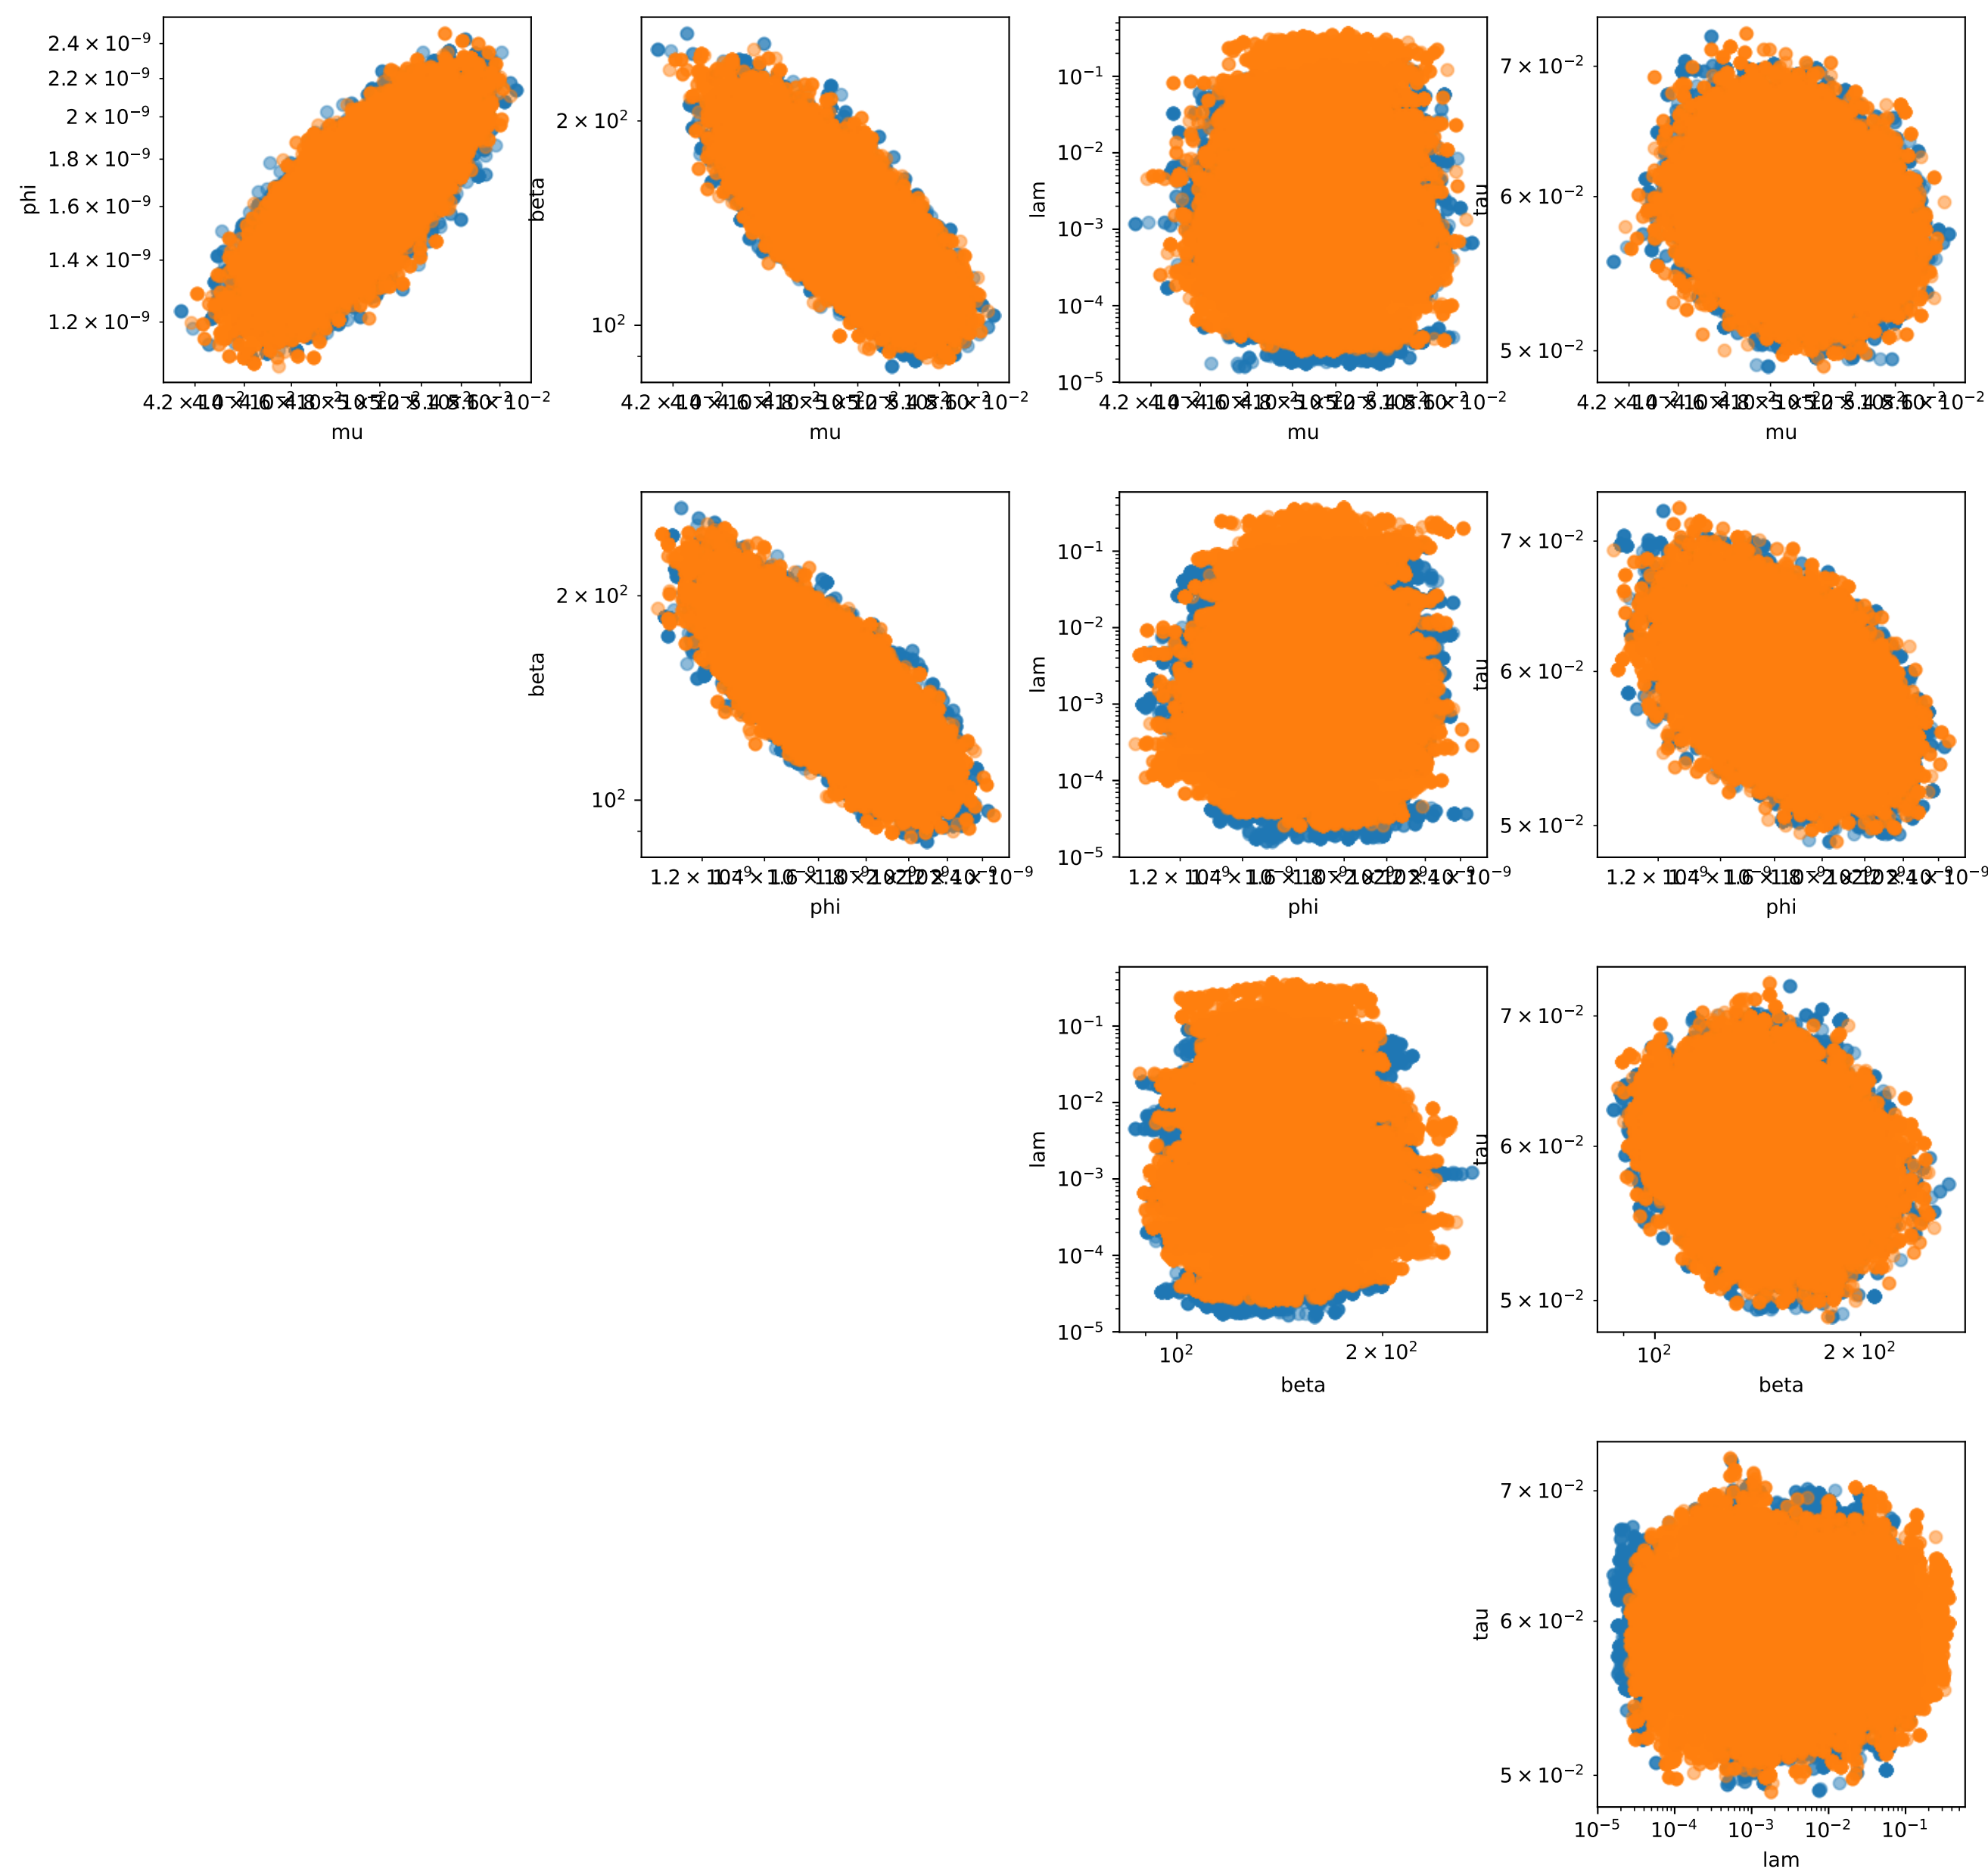 2.4 × 10⁻⁹
2.2 × 10⁻⁹
2 × 10⁻⁹
1.8 × 10⁻⁹
1.6 × 10⁻⁹
1.4 × 10⁻⁹
1.2 × 10⁻⁹
phi
mu
2 × 10²
10²
beta
mu
10⁻¹
10⁻²
10⁻³
10⁻⁴
10⁻⁵
lam
mu
7 × 10⁻²
6 × 10⁻²
5 × 10⁻²
tau
mu
2 × 10²
10²
beta
phi
10⁻¹
10⁻²
10⁻³
10⁻⁴
10⁻⁵
lam
phi
7 × 10⁻²
6 × 10⁻²
5 × 10⁻²
tau
phi
10⁻¹
10⁻²
10⁻³
10⁻⁴
10⁻⁵
lam
10² 2 × 10²
beta
7 × 10⁻²
6 × 10⁻²
5 × 10⁻²
tau
10² 2 × 10²
beta
7 × 10⁻²
6 × 10⁻²
5 × 10⁻²
tau
10⁻⁵ 10⁻⁴ 10⁻³ 10⁻² 10⁻¹
lam